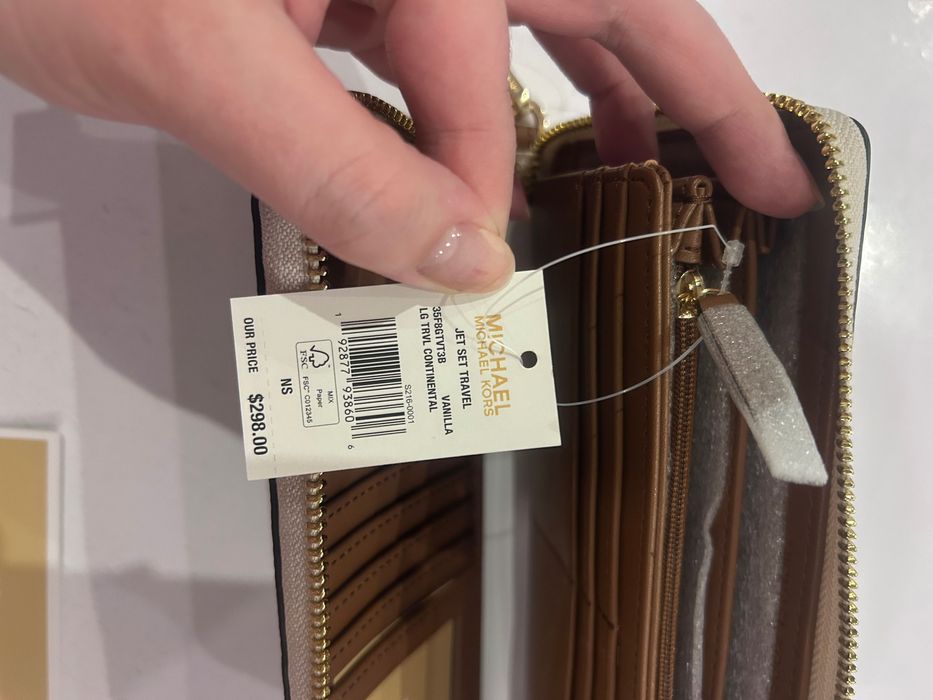 MICHAEL
MICHAEL KORS
JET SET TRAVEL
35F8GTVT3B VANILLA
LG TRVL CONTINENTAL
S216-0001
1 92877 93860 6
FSC
MIX
Paper
FSC™ C012345
NS
OUR PRICE $298.00